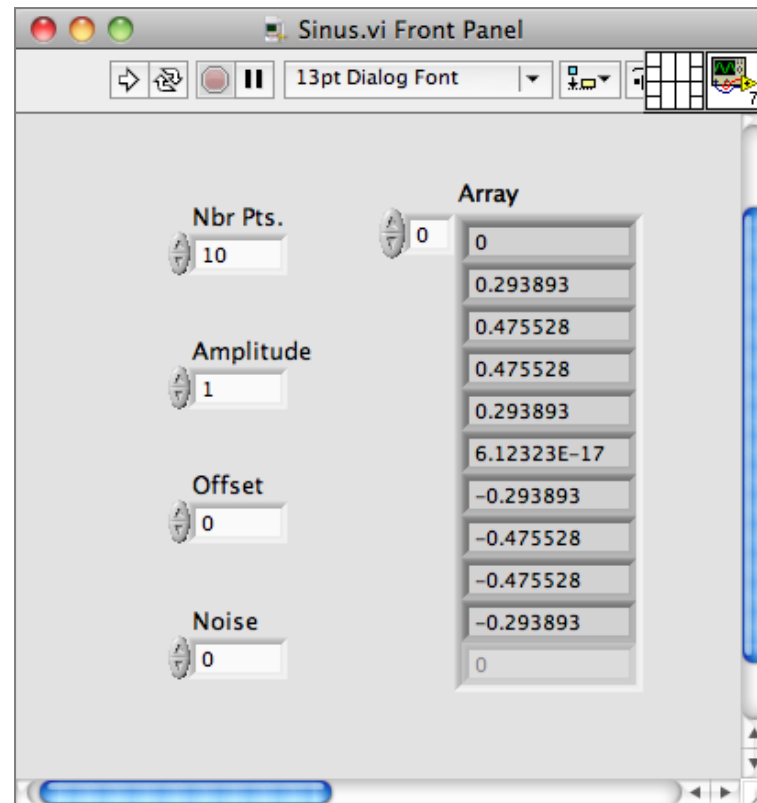 Sinus.vi Front Panel
13pt Dialog Font
7
Nbr Pts.
10
Amplitude
1
Offset
0
Noise
0
Array
0
0
0.293893
0.475528
0.475528
0.293893
6.12323E-17
-0.293893
-0.475528
-0.475528
-0.293893
0